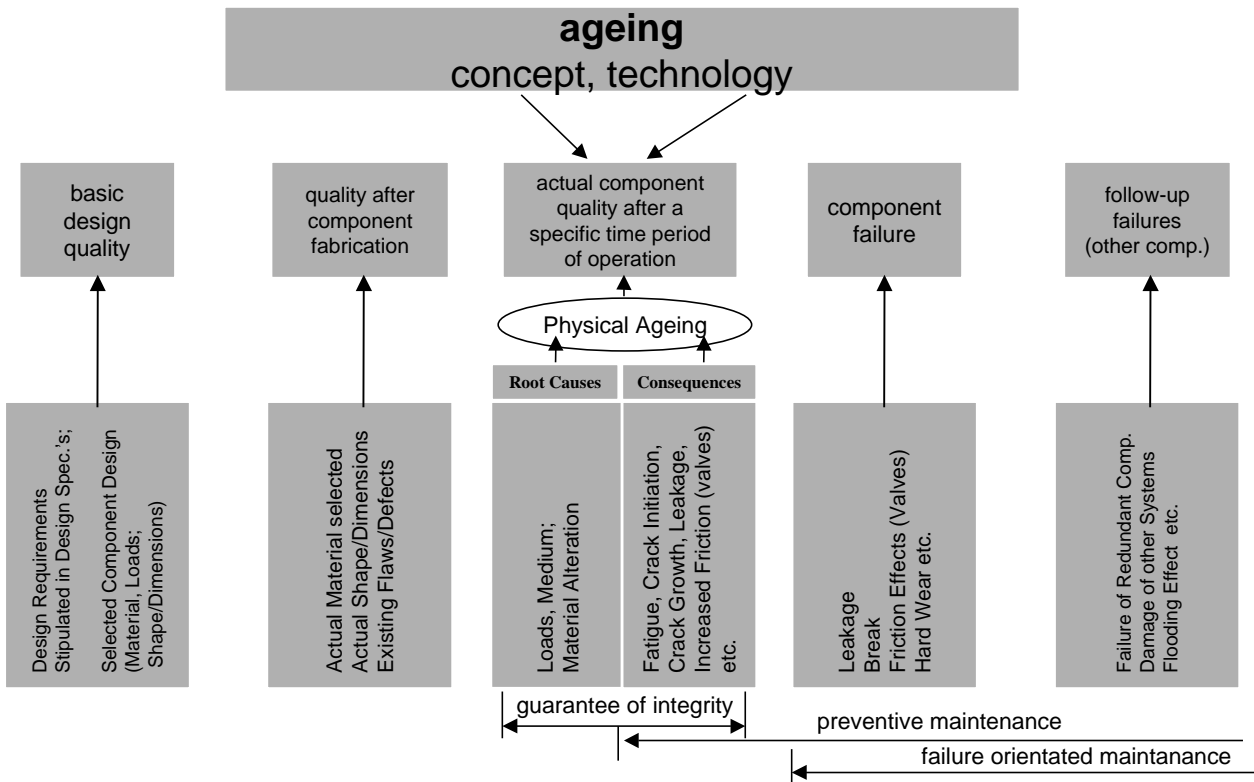 ageing
concept, technology
basic
design
quality
quality after
component
fabrication
actual component
quality after a
specific time period
of operation
component
failure
follow-up
failures
(other comp.)
Physical Ageing
Root Causes
Consequences
Design Requirements
Stipulated in Design Spec.'s;
Selected Component Design
(Material, Loads;
Shape/Dimensions)
Actual Material selected
Actual Shape/Dimensions
Existing Flaws/Defects
Loads, Medium;
Material Alteration
Fatigue, Crack Initiation,
Crack Growth, Leakage,
Increased Friction (valves)
etc.
Leakage
Break
Friction Effects (Valves)
Hard Wear etc.
Failure of Redundant Comp.
Damage of other Systems
Flooding Effect etc.
guarantee of integrity
preventive maintenance
failure orientated maintanance